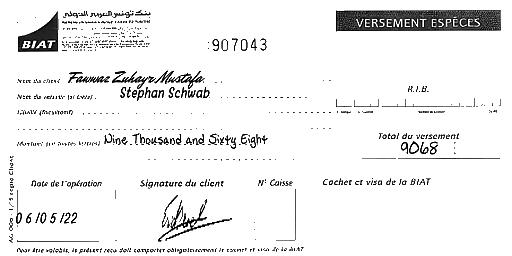 بنك تونس العربي الدولي
BIAT
VERSEMENT ESPÈCES
907043
Nom du client Fawwaz Zuhayr Mustafa
R.I.B.
Nom du remettant (si tiers) Stephan Schwab
Libellé (facultatif)
Montant (en toutes lettres) Nine Thousand and Sixty Eight
Total du versement
9068
Date de l'opération
Signature du client
N° Caisse
Cachet et visa de la BIAT
06/05/22
Pour être valable, le présent reçu doit comporter obligatoirement le cachet et visa de la BIAT